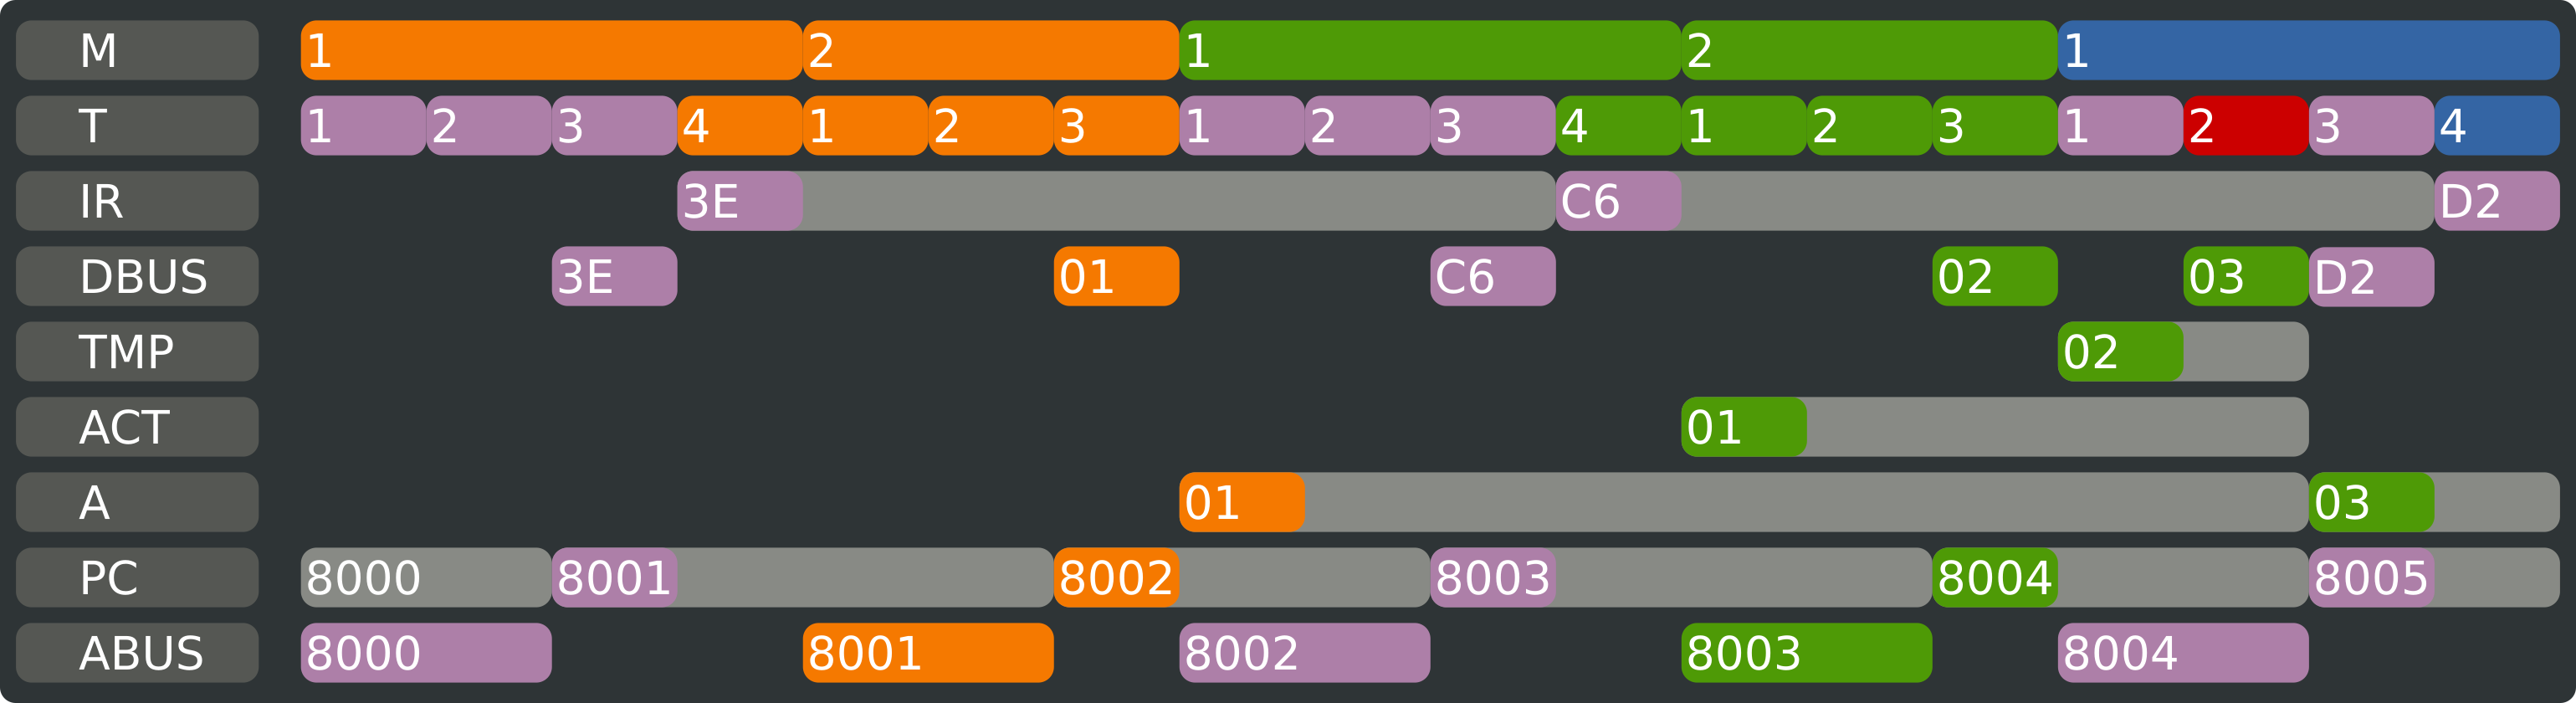 M 1 2 1 2 1
T 1 2 3 4 1 2 3 1 2 3 4 1 2 3 1 2 3 4
IR 3E C6 D2
DBUS 3E 01 C6 02 03 D2
TMP 02
ACT 01
A 01 03
PC 8000 8001 8002 8003 8004 8005
ABUS 8000 8001 8002 8003 8004